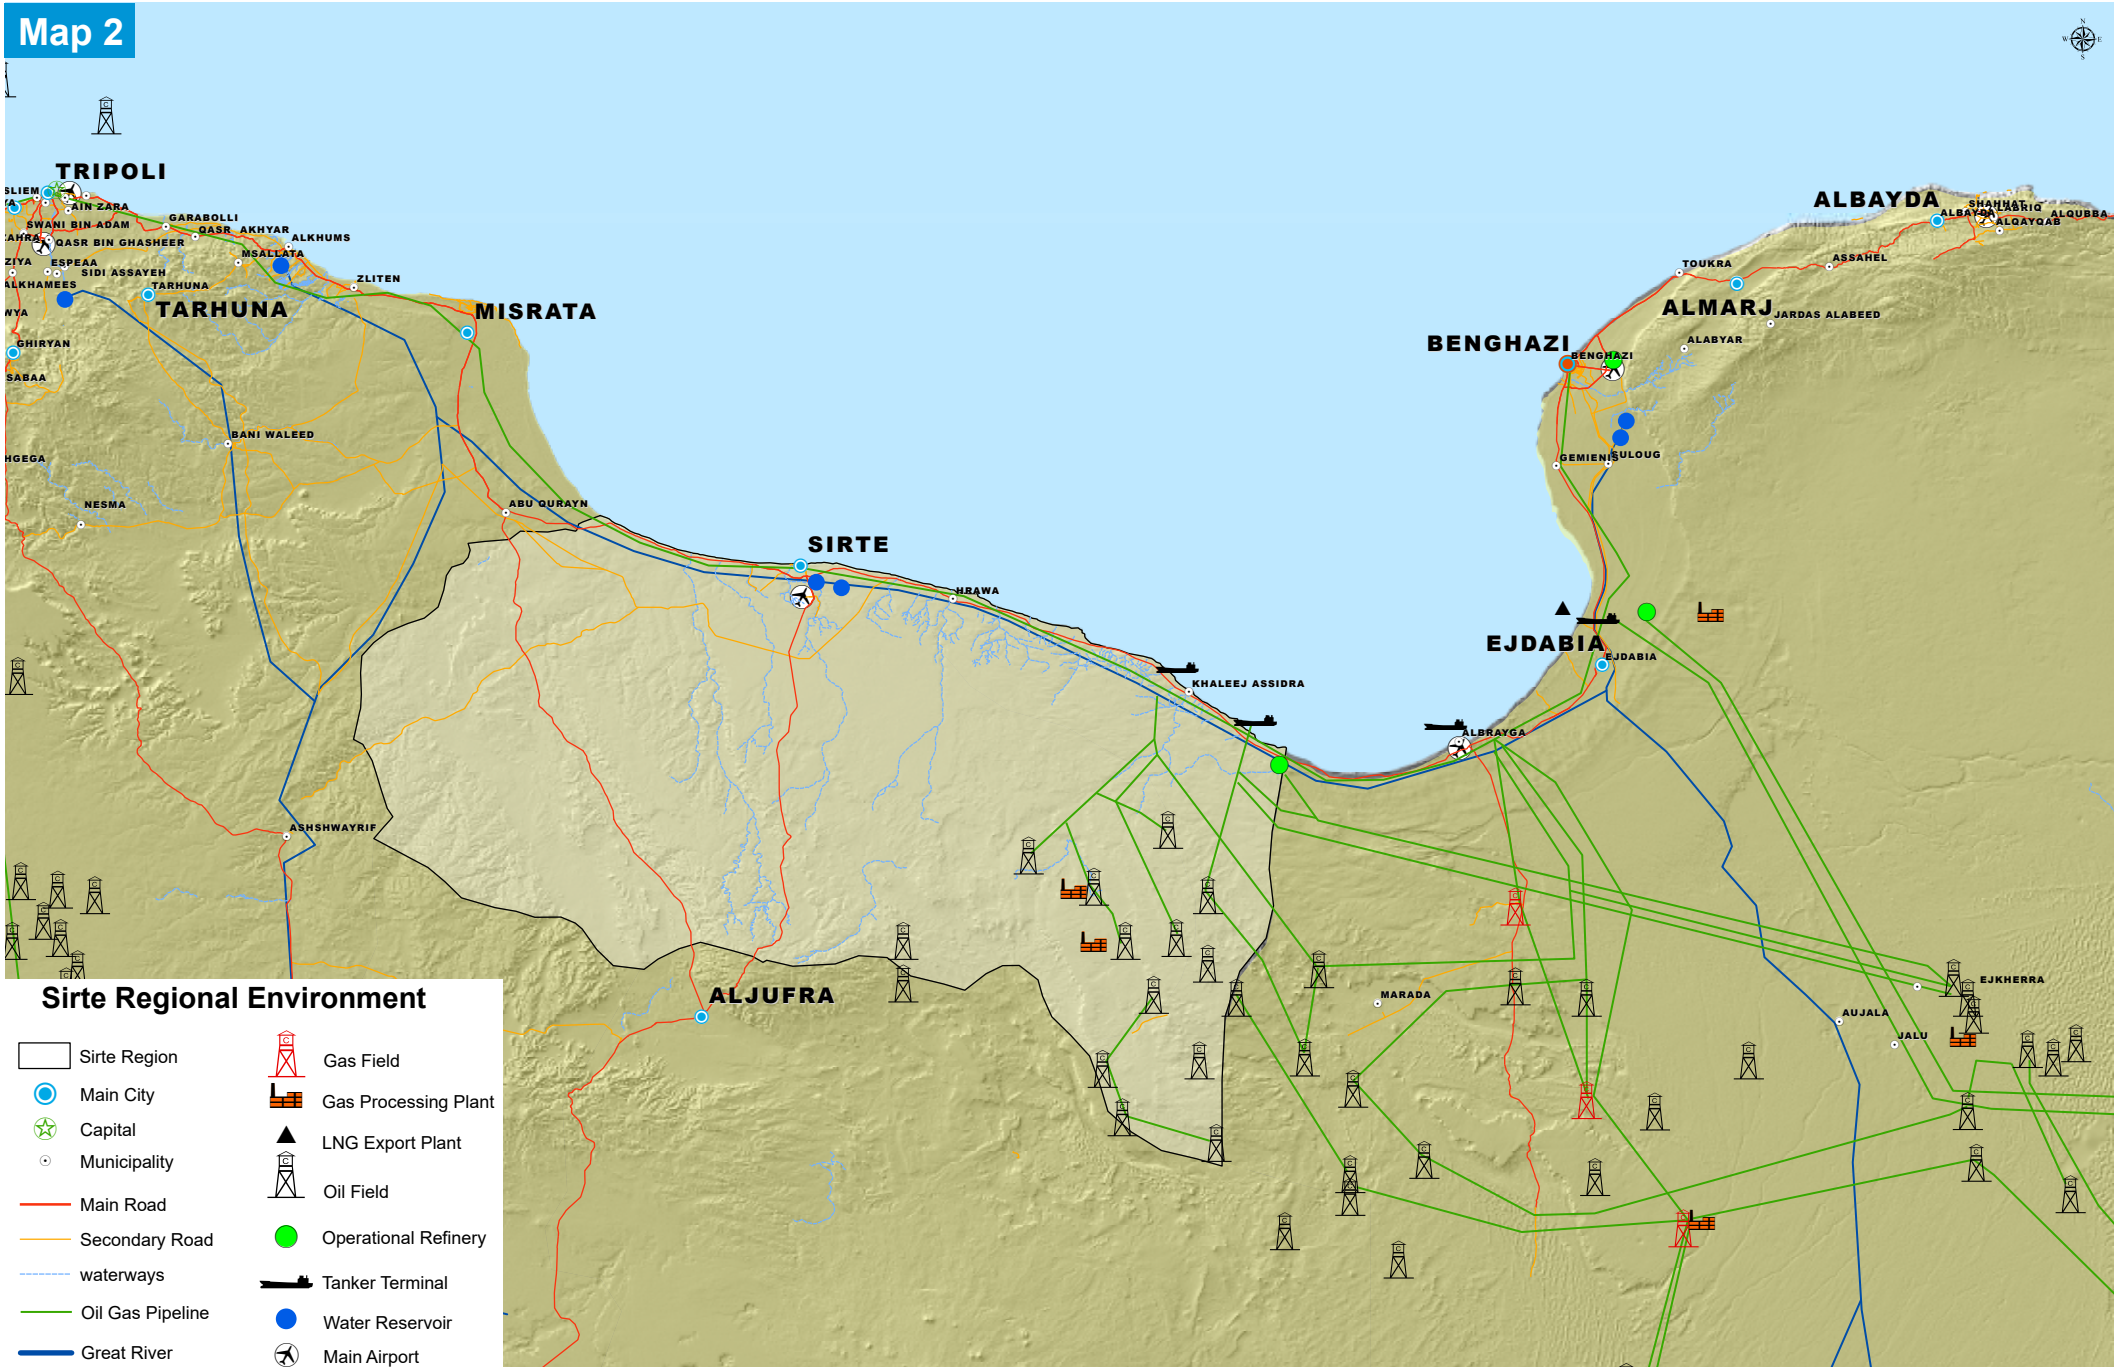 Map 2
N
W E
S
TRIPOLI
SLIEM
YA
AIN ZARA
SWANI BIN ADAM
ZAHRA
QASR BIN GHASHEER
GARABOLLI
QASR AKHYAR
ALKHUMS
MSALLATA
ZIYA
ESPEAA
SIDI ASSAYEH
ALKHAMEES
TARHUNA
TARHUNA
ZLITEN
WYA
MISRATA
GHIRYAN
SABAA
BANI WALEED
HGEGA
NESMA
ABU QURAYN
SIRTE
HRAWA
KHALEEJ ASSIDRA
ALBAYDA
SHAHHAT
LABRIQ
ALBAYDA
ALQUBBA
ALQAYQAB
ASSAHEL
TOUKRA
ALMARJ
JARDAS ALABEED
ALABYAR
BENGHAZI
BENGHAZI
GEMIENIS
SULOUG
EJDABIA
EJDABIA
ALBRAYGA
ASHSHWAYRIF
ALJUFRA
MARADA
EJKHERRA
AUJALA
JALU
Sirte Regional Environment
Sirte Region
Main City
Capital
Municipality
Main Road
Secondary Road
waterways
Oil Gas Pipeline
Great River
Gas Field
Gas Processing Plant
LNG Export Plant
Oil Field
Operational Refinery
Tanker Terminal
Water Reservoir
Main Airport